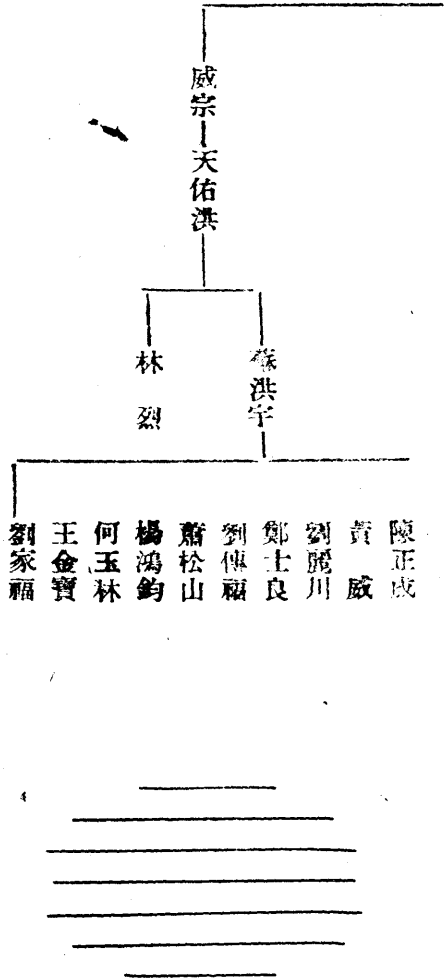 威宗
天佑洪
蘇洪宇
林烈
陳正成
黃威
劉麗川
鄭士良
劉傳福
蕭松山
楊鴻鈞
何玉林
王金寶
劉家福